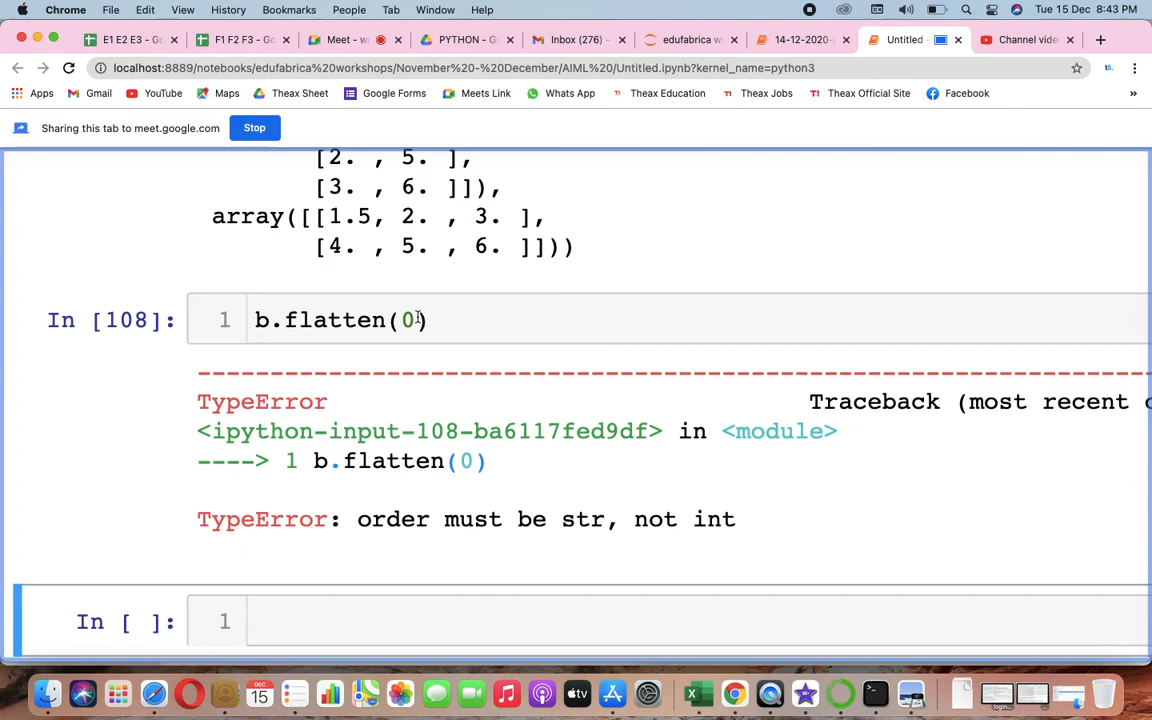 Chrome File Edit View History Bookmarks People Tab Window Help Tue 15 Dec 8:43 PM
E1 E2 E3 – Go F1 F2 F3 – Go Meet – w PYTHON – G Inbox (276) – edufabrica w 14-12-2020- Untitled Channel vide
localhost:8889/notebooks/edufabrica%20workshops/November%20-%20December/AIML%20/Untitled.ipynb?kernel_name=python3
Apps Gmail YouTube Maps Theax Sheet Google Forms Meets Link Whats App Theax Education Theax Jobs Theax Official Site Facebook »
Sharing this tab to meet.google.com Stop
[2. , 5. ],
[3. , 6. ]]),
array([[1.5, 2. , 3. ],
[4. , 5. , 6. ]]))
In [108]: 1 b.flatten(0)
TypeError Traceback (most recent c
<ipython-input-108-ba6117fed9df> in <module>
----> 1 b.flatten(0)
TypeError: order must be str, not int
In [ ]: 1
DEC
15
tv